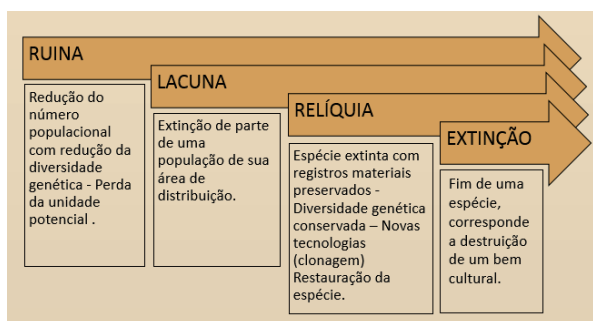 RUINA
Redução do
número
populacional
com redução da
diversidade
genética - Perda
da unidade
potencial .
LACUNA
Extinção de parte
de uma
população de sua
área de
distribuição.
RELÍQUIA
Espécie extinta com
registros materiais
preservados -
Diversidade genética
conservada – Novas
tecnologias
(clonagem)
Restauração da
espécie.
EXTINÇÃO
Fim de uma
espécie,
corresponde
a destruição
de um bem
cultural.